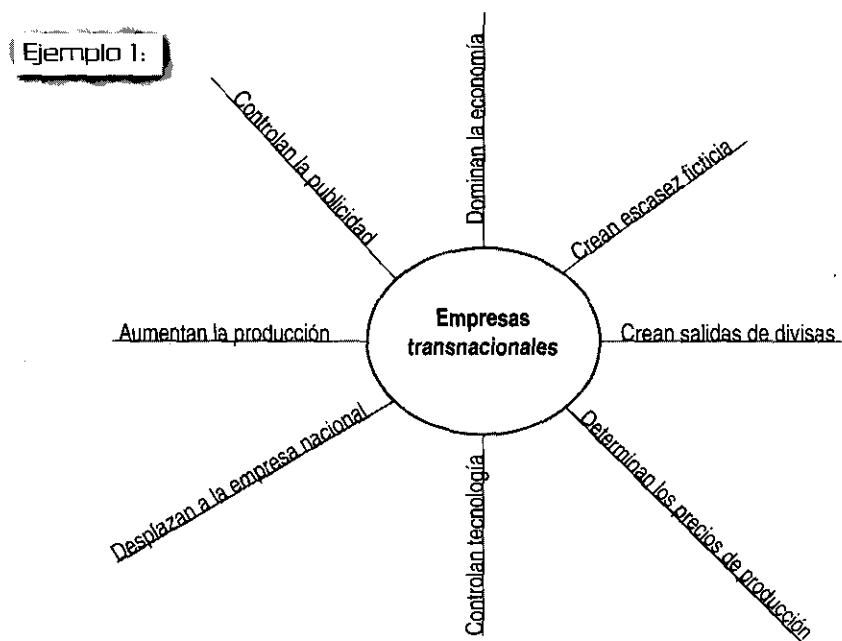 Ejemplo 1:
Controlan la publicidad
Dominan la economía
Crean escasez ficticia
Aumentan la producción
Empresas
transnacionales
Crean salidas de divisas
Desplazan a la empresa nacional
Controlan tecnología
Determinan los precios de producción